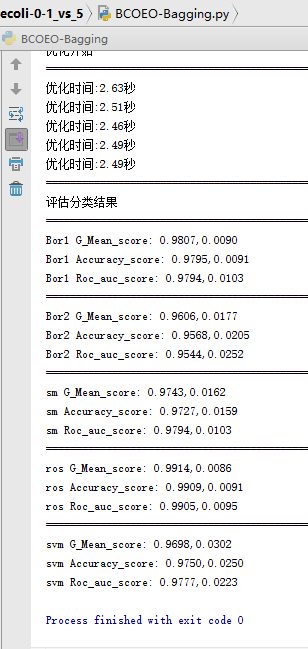 ecoli-0-1_vs_5 BCOEO-Bagging.py
BCOEO-Bagging
优化开始
优化时间:2.63秒
优化时间:2.51秒
优化时间:2.46秒
优化时间:2.49秒
优化时间:2.49秒
评估分类结果
Bor1 G_Mean_score: 0.9807,0.0090
Bor1 Accuracy_score: 0.9795,0.0091
Bor1 Roc_auc_score: 0.9794,0.0103
Bor2 G_Mean_score: 0.9606,0.0177
Bor2 Accuracy_score: 0.9568,0.0205
Bor2 Roc_auc_score: 0.9544,0.0252
sm G_Mean_score: 0.9743,0.0162
sm Accuracy_score: 0.9727,0.0159
sm Roc_auc_score: 0.9794,0.0103
ros G_Mean_score: 0.9914,0.0086
ros Accuracy_score: 0.9909,0.0091
ros Roc_auc_score: 0.9905,0.0095
svm G_Mean_score: 0.9698,0.0302
svm Accuracy_score: 0.9750,0.0250
svm Roc_auc_score: 0.9777,0.0223
Process finished with exit code 0